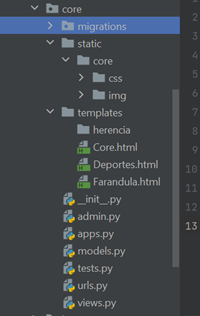 core
migrations
static
core
css
img
templates
herencia
Core.html
Deportes.html
Farandula.html
__init__.py
admin.py
apps.py
models.py
tests.py
urls.py
views.py
2
3
4
5
6
7
8
9
10
11
12
13